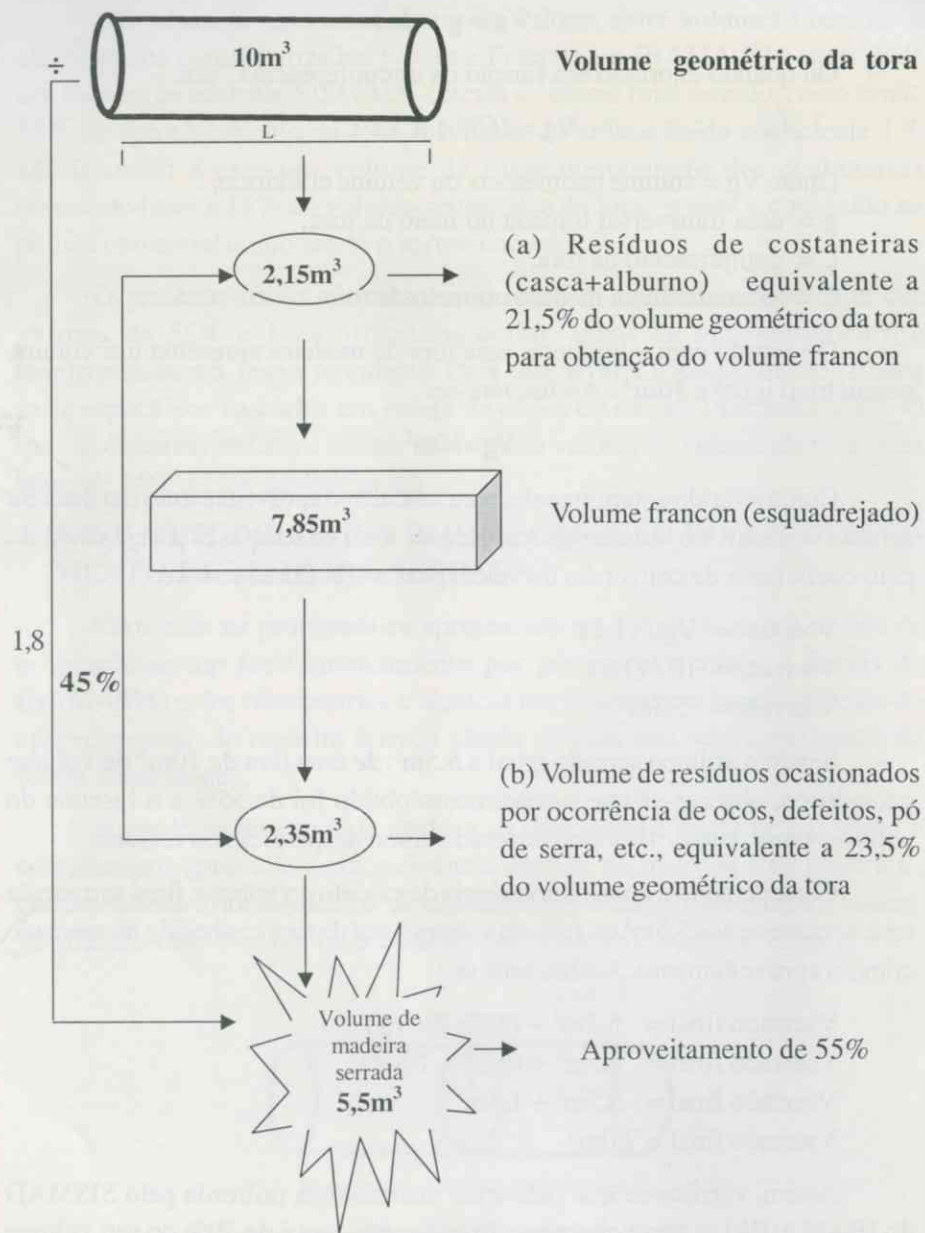 10m³
÷
Volume geométrico da tora
L
2,15m³
(a) Resíduos de costaneiras
(casca+alburno) equivalente a
21,5% do volume geométrico da tora
para obtenção do volume francon
7,85m³
Volume francon (esquadrejado)
1,8
45%
2,35m³
(b) Volume de resíduos ocasionados
por ocorrência de ocos, defeitos, pó
de serra, etc., equivalente a 23,5%
do volume geométrico da tora
Volume de
madeira
serrada
5,5m³
Aproveitamento de 55%